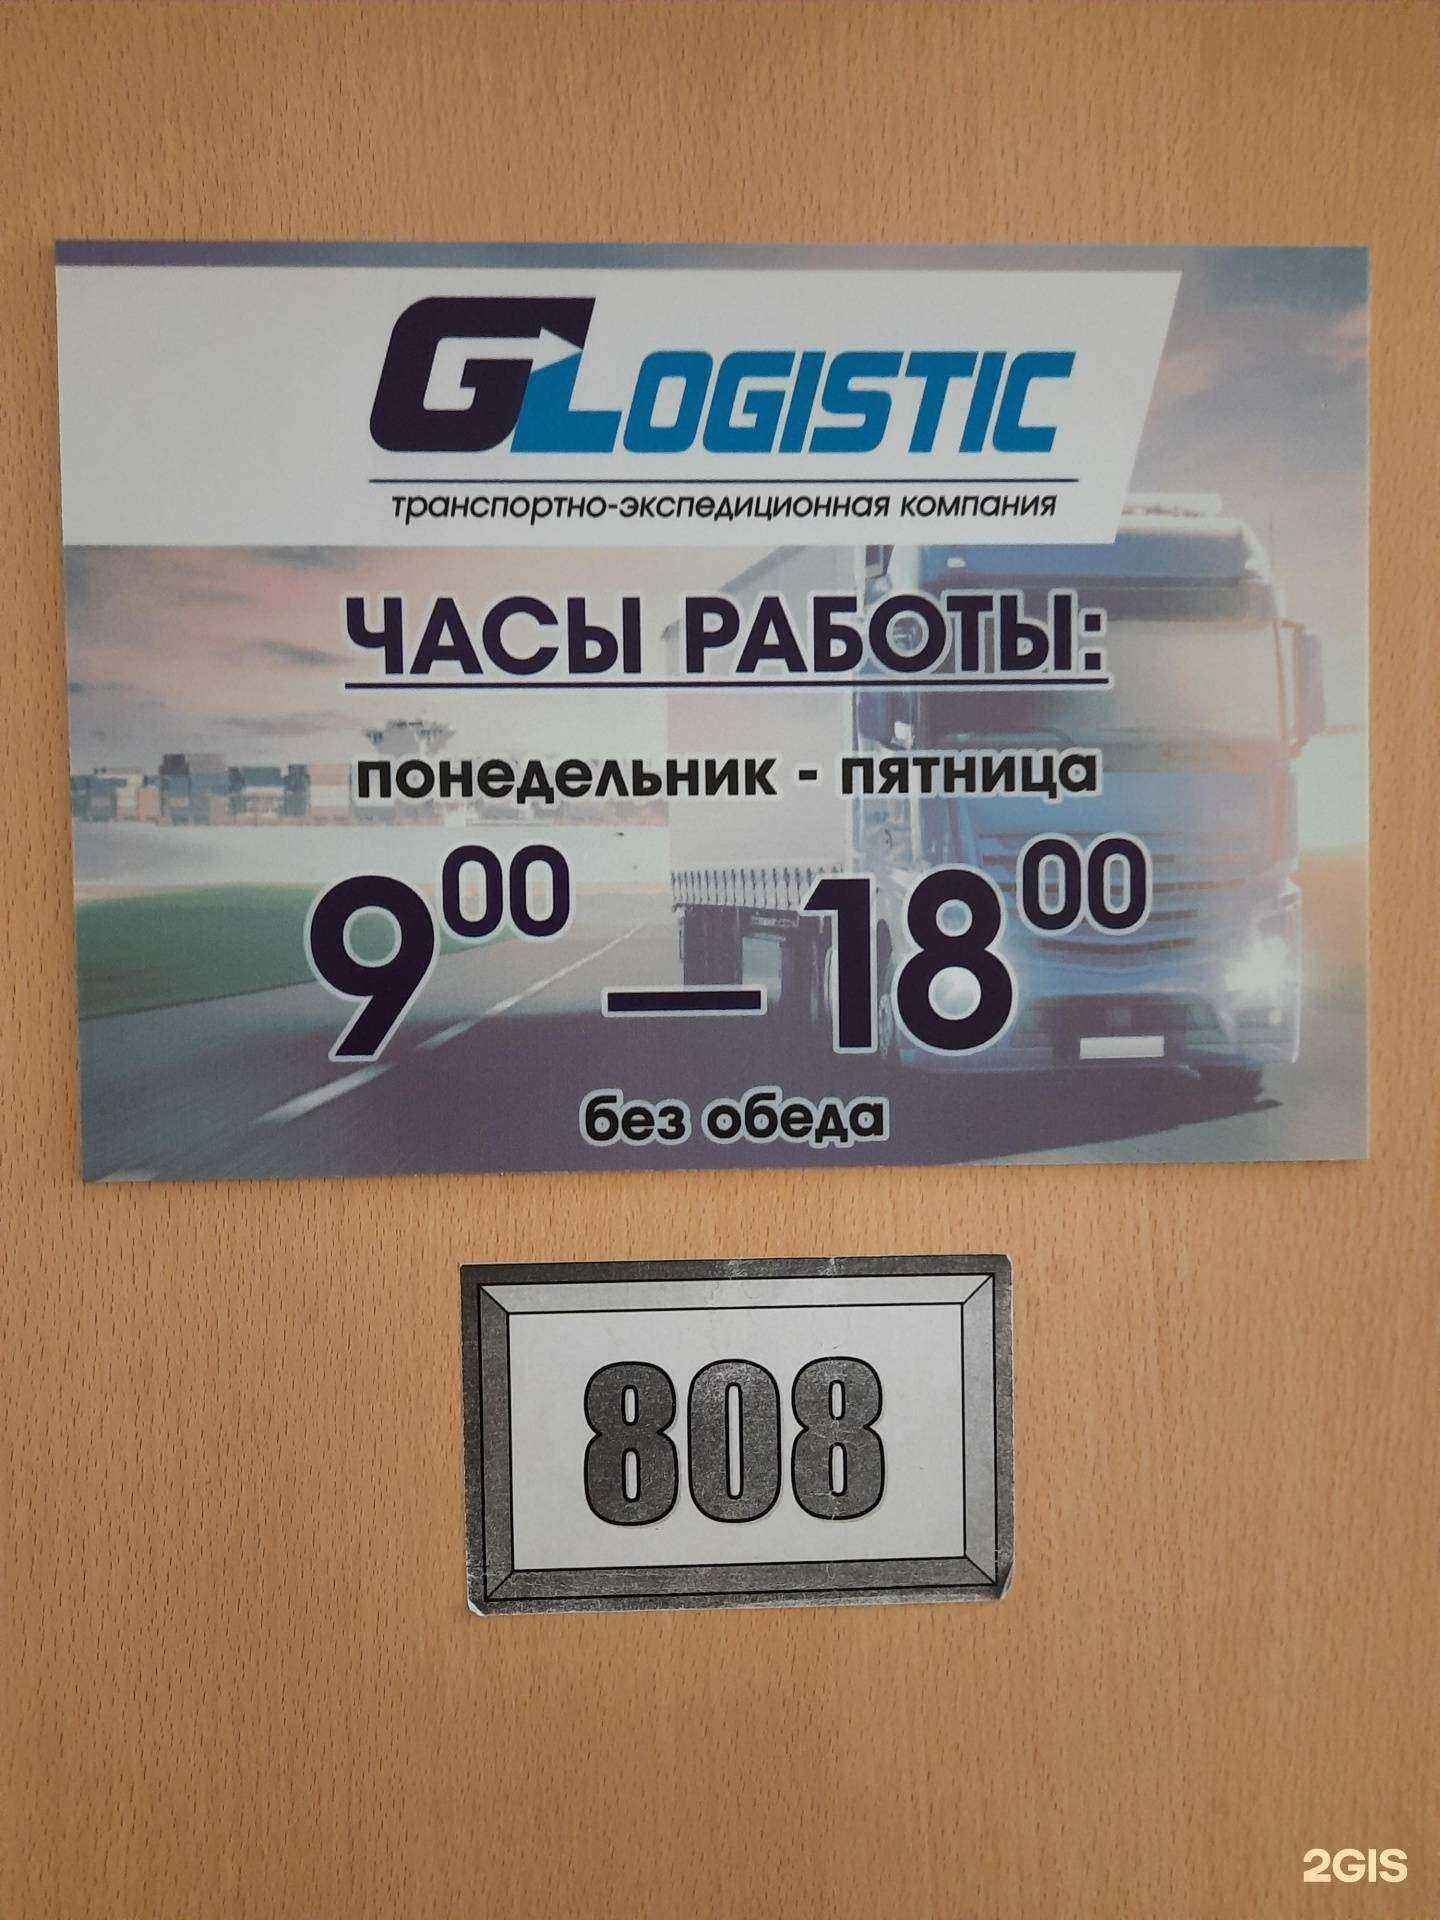 GLOGISTIC
транспортно-экспедиционная компания
ЧАСЫ РАБОТЫ:
понедельник - пятница
9⁰⁰ — 18⁰⁰
без обеда
808
2GIS